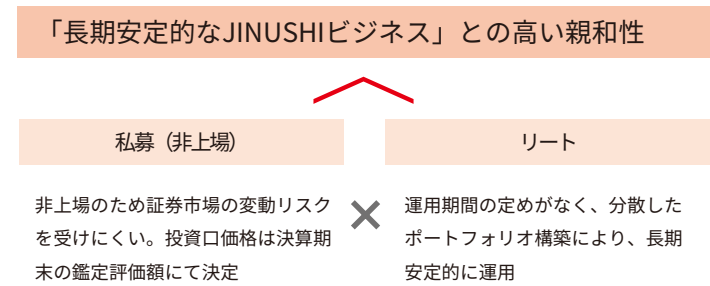 「長期安定的なJINUSHIビジネス」との高い親和性
私募（非上場）
非上場のため証券市場の変動リスク
を受けにくい。投資口価格は決算期
末の鑑定評価額にて決定
リート
運用期間の定めがなく、分散した
ポートフォリオ構築により、長期
安定的に運用